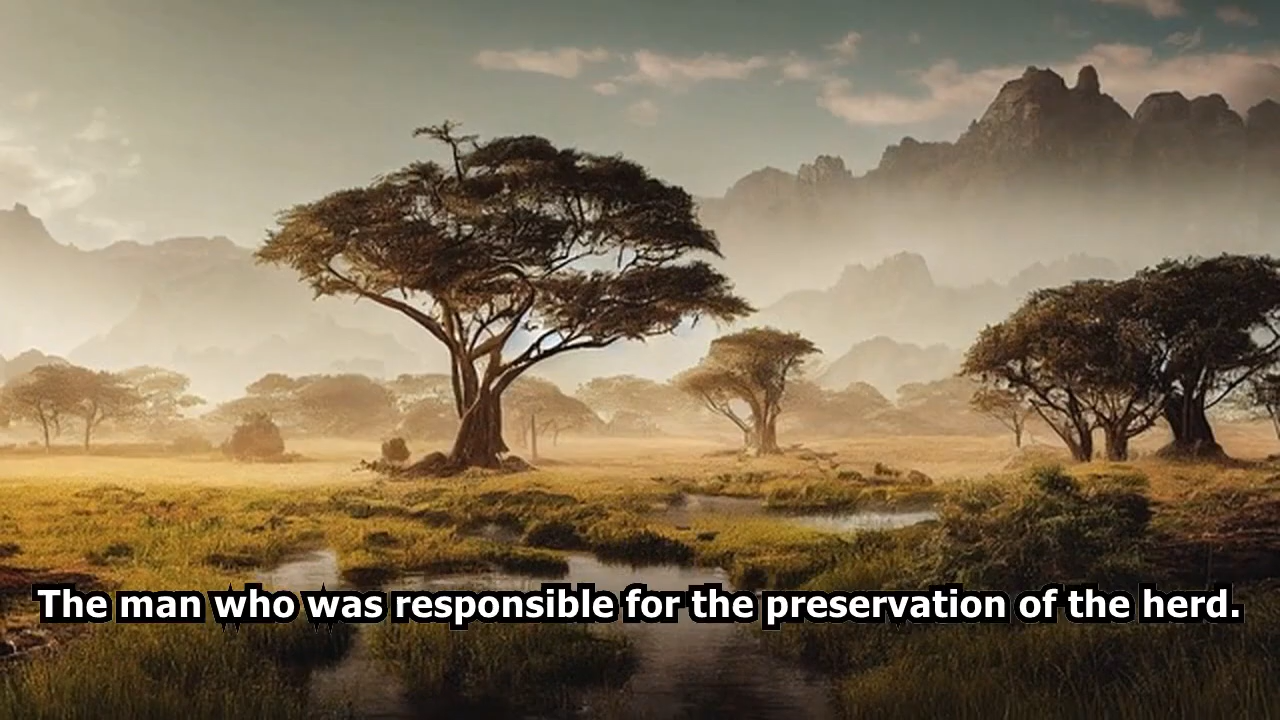 The man who was responsible for the preservation of the herd.